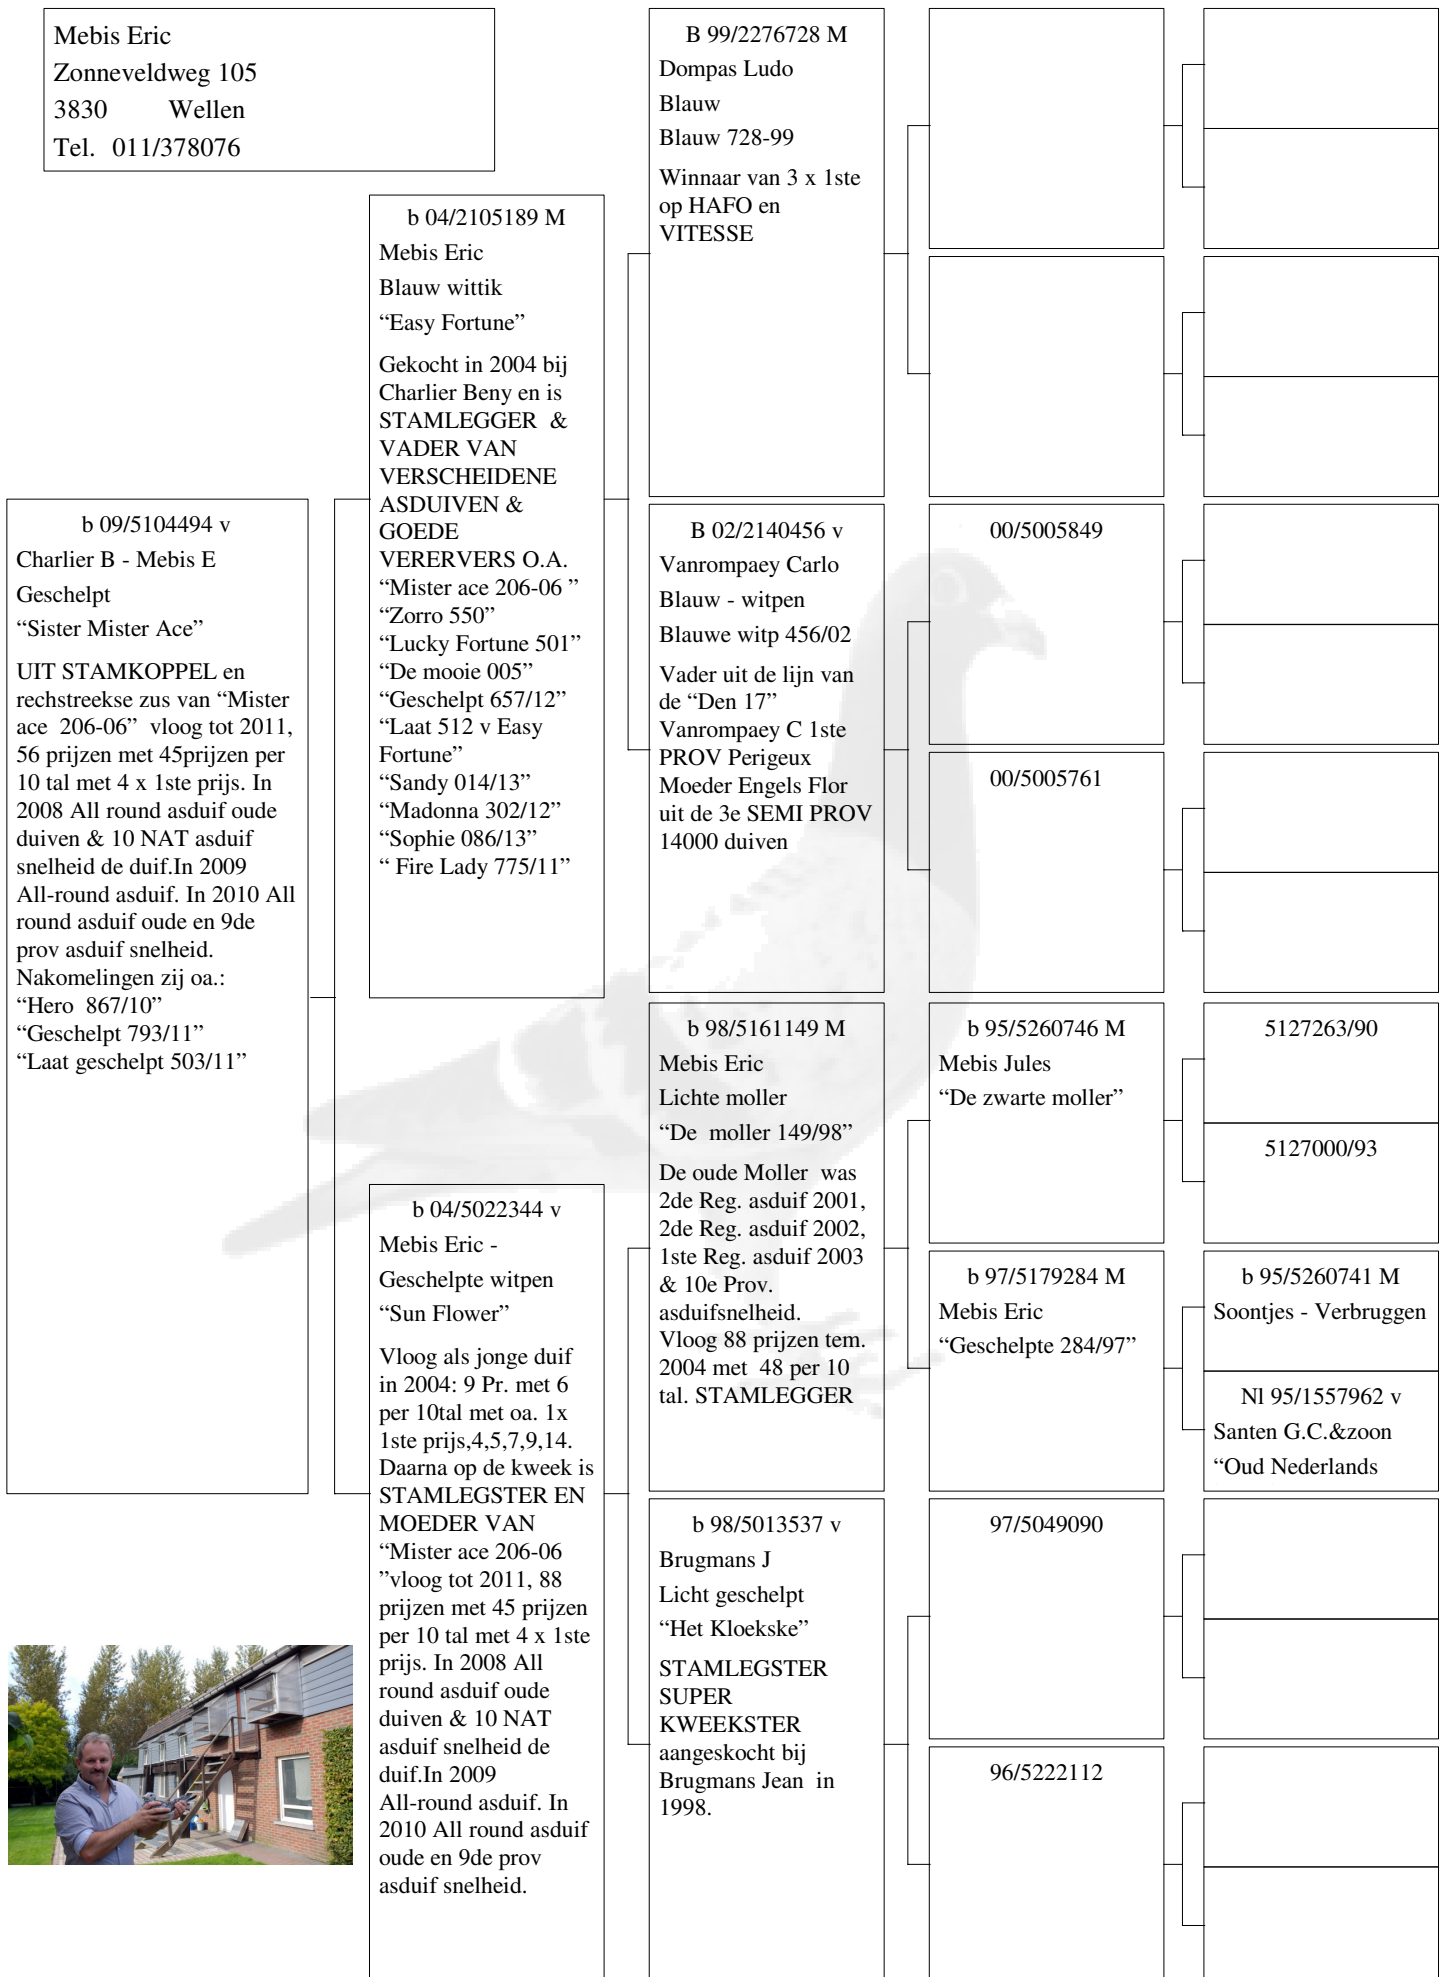 Mebis Eric
Zonneveldweg 105
3830 Wellen
Tel. 011/378076
b 09/5104494 v
Charlier B - Mebis E
Geschelpt
“Sister Mister Ace”
UIT STAMKOPPEL en
rechstreekse zus van “Mister
ace 206-06” vloog tot 2011,
56 prijzen met 45prijzen per
10 tal met 4 x 1ste prijs. In
2008 All round asduif oude
duiven & 10 NAT asduif
snelheid de duif.In 2009
All-round asduif. In 2010 All
round asduif oude en 9de
prov asduif snelheid.
Nakomelingen zij oa.:
“Hero 867/10”
“Geschelpt 793/11”
“Laat geschelpt 503/11”
b 04/2105189 M
Mebis Eric
Blauw wittik
“Easy Fortune”
Gekocht in 2004 bij
Charlier Beny en is
STAMLEGGER &
VADER VAN
VERSCHEIDENE
ASDUIVEN &
GOEDE
VERERVERS O.A.
“Mister ace 206-06 ”
“Zorro 550”
“Lucky Fortune 501”
“De mooie 005”
“Geschelpt 657/12”
“Laat 512 v Easy
Fortune”
“Sandy 014/13”
“Madonna 302/12”
“Sophie 086/13”
“ Fire Lady 775/11”
b 04/5022344 v
Mebis Eric -
Geschelpte witpen
“Sun Flower”
Vloog als jonge duif
in 2004: 9 Pr. met 6
per 10tal met oa. 1x
1ste prijs,4,5,7,9,14.
Daarna op de kweek is
STAMLEGSTER EN
MOEDER VAN
“Mister ace 206-06
”vloog tot 2011, 88
prijzen met 45 prijzen
per 10 tal met 4 x 1ste
prijs. In 2008 All
round asduif oude
duiven & 10 NAT
asduif snelheid de
duif.In 2009
All-round asduif. In
2010 All round asduif
oude en 9de prov
asduif snelheid.
B 99/2276728 M
Dompas Ludo
Blauw
Blauw 728-99
Winnaar van 3 x 1ste
op HAFO en
VITESSE
B 02/2140456 v
Vanrompaey Carlo
Blauw - witpen
Blauwe witp 456/02
Vader uit de lijn van
de “Den 17”
Vanrompaey C 1ste
PROV Perigeux
Moeder Engels Flor
uit de 3e SEMI PROV
14000 duiven
b 98/5161149 M
Mebis Eric
Lichte moller
“De moller 149/98”
De oude Moller was
2de Reg. asduif 2001,
2de Reg. asduif 2002,
1ste Reg. asduif 2003
& 10e Prov.
asduifsnelheid.
Vloog 88 prijzen tem.
2004 met 48 per 10
tal. STAMLEGGER
b 98/5013537 v
Brugmans J
Licht geschelpt
“Het Kloekske”
STAMLEGSTER
SUPER
KWEEKSTER
aangeskocht bij
Brugmans Jean in
1998.
00/5005849
00/5005761
b 95/5260746 M
Mebis Jules
“De zwarte moller”
b 97/5179284 M
Mebis Eric
“Geschelpte 284/97”
97/5049090
96/5222112
5127263/90
5127000/93
b 95/5260741 M
Soontjes - Verbruggen
Nl 95/1557962 v
Santen G.C.&zoon
“Oud Nederlands